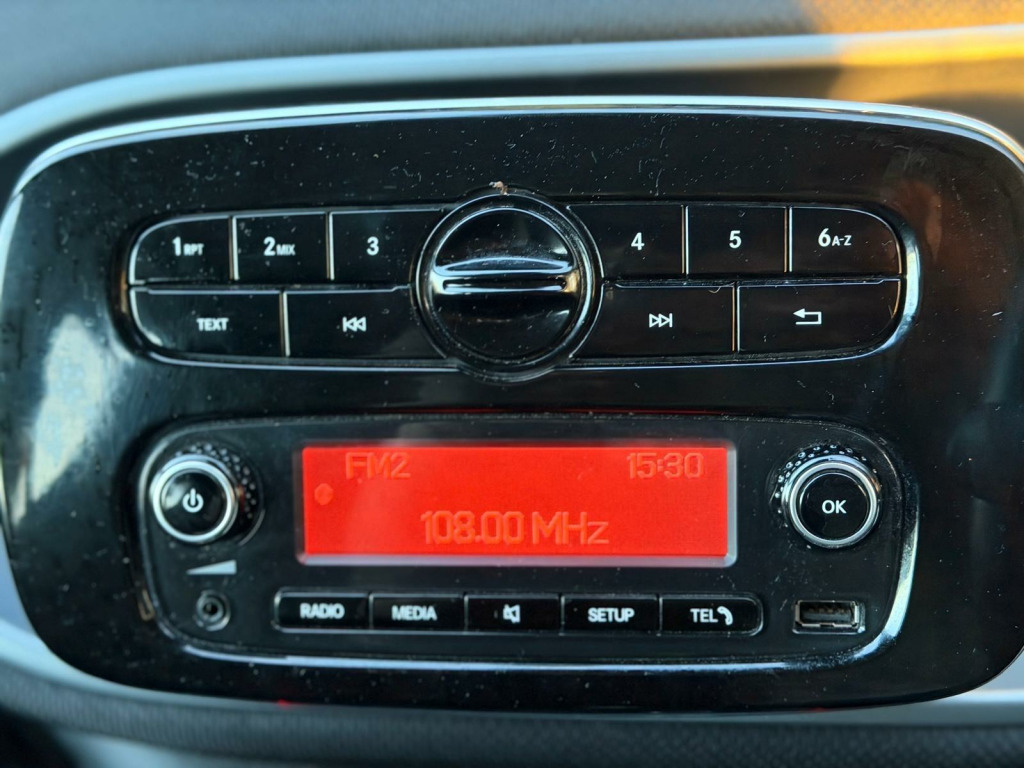 1RPT 2MIX 3 4 5 6A-Z
TEXT
FM2 15:30
108.00 MHz
OK
RADIO MEDIA SETUP TEL